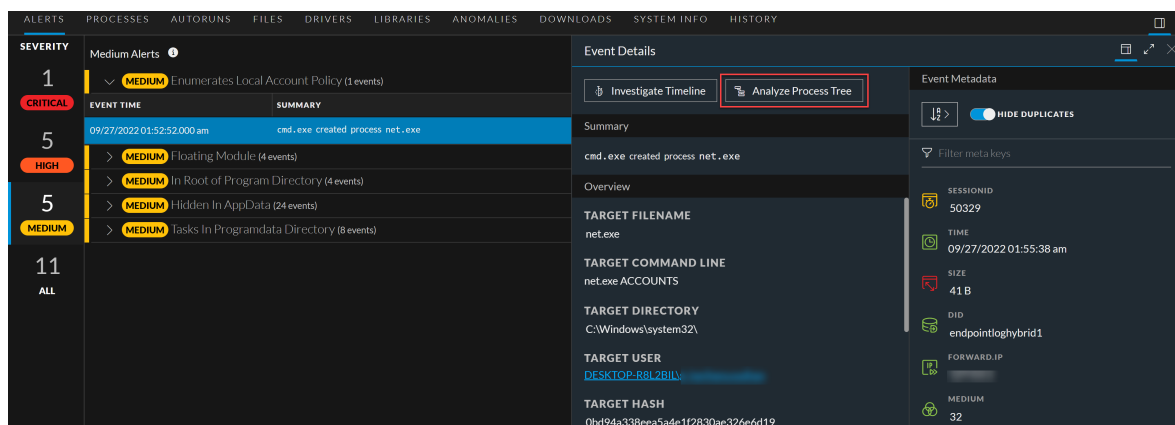 ALERTS PROCESSES AUTORUNS FILES DRIVERS LIBRARIES ANOMALIES DOWNLOADS SYSTEM INFO HISTORY
SEVERITY
1
CRITICAL
5
HIGH
5
MEDIUM
11
ALL
Medium Alerts
MEDIUM Enumerates Local Account Policy (1 events)
EVENT TIME SUMMARY
09/27/2022 01:52:52.000 am cmd.exe created process net.exe
MEDIUM Floating Module (4 events)
MEDIUM In Root of Program Directory (4 events)
MEDIUM Hidden In AppData (24 events)
MEDIUM Tasks In Programdata Directory (8 events)
Event Details
Investigate Timeline Analyze Process Tree
Summary
cmd.exe created process net.exe
Overview
TARGET FILENAME
net.exe
TARGET COMMAND LINE
net.exe ACCOUNTS
TARGET DIRECTORY
C:\Windows\system32\
TARGET USER
DESKTOP-R8L2BIL\
TARGET HASH
0bd94a338eea5a4e1f2830ae326e6d19
Event Metadata
HIDE DUPLICATES
Filter meta keys
SESSIONID
50329
TIME
09/27/2022 01:55:38 am
SIZE
41 B
DID
endpointloghybrid1
FORWARD.IP
MEDIUM
32